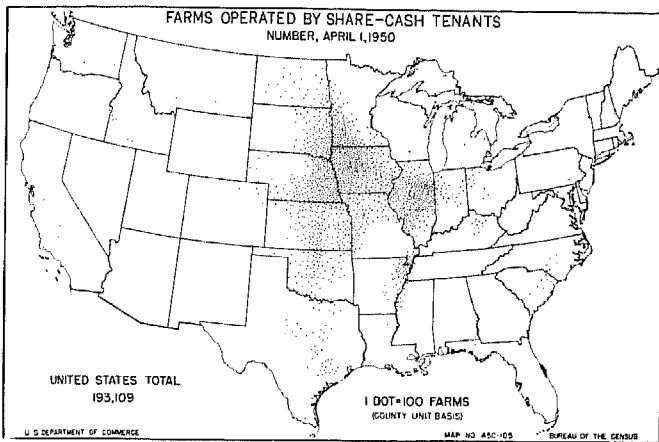 FARMS OPERATED BY SHARE-CASH TENANTS
NUMBER, APRIL 1, 1950
UNITED STATES TOTAL
193,109
1 DOT=100 FARMS
(COUNTY UNIT BASIS)
U S DEPARTMENT OF COMMERCE
MAP NO A50-105
BUREAU OF THE CENSUS